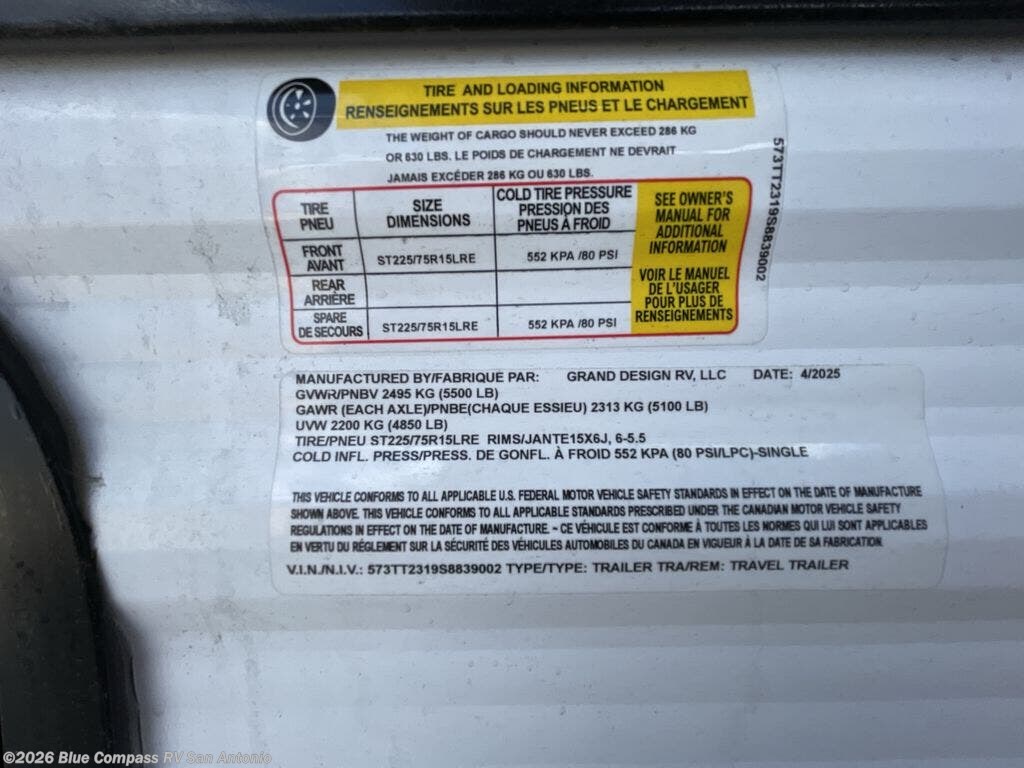 TIRE AND LOADING INFORMATION
RENSEIGNEMENTS SUR LES PNEUS ET LE CHARGEMENT
THE WEIGHT OF CARGO SHOULD NEVER EXCEED 286 KG
OR 630 LBS. LE POIDS DE CHARGEMENT NE DEVRAIT
JAMAIS EXCÉDER 286 KG OU 630 LBS.
TIRE
PNEU
SIZE
DIMENSIONS
COLD TIRE PRESSURE
PRESSION DES
PNEUS À FROID
SEE OWNER'S
MANUAL FOR
ADDITIONAL
INFORMATION
VOIR LE MANUEL
DE L'USAGER
POUR PLUS DE
RENSEIGNEMENTS
FRONT
AVANT
ST225/75R15LRE
552 KPA /80 PSI
REAR
ARRIÈRE
SPARE
DE SECOURS
ST225/75R15LRE
552 KPA /80 PSI
573TT2319S8839002
MANUFACTURED BY/FABRIQUE PAR: GRAND DESIGN RV, LLC DATE: 4/2025
GVWR/PNBV 2495 KG (5500 LB)
GAWR (EACH AXLE)/PNBE(CHAQUE ESSIEU) 2313 KG (5100 LB)
UVW 2200 KG (4850 LB)
TIRE/PNEU ST225/75R15LRE RIMS/JANTE15X6J, 6-5.5
COLD INFL. PRESS/PRESS. DE GONFL. À FROID 552 KPA (80 PSI/LPC)-SINGLE
THIS VEHICLE CONFORMS TO ALL APPLICABLE U.S. FEDERAL MOTOR VEHICLE SAFETY STANDARDS IN EFFECT ON THE DATE OF MANUFACTURE
SHOWN ABOVE. THIS VEHICLE CONFORMS TO ALL APPLICABLE STANDARDS PRESCRIBED UNDER THE CANADIAN MOTOR VEHICLE SAFETY
REGULATIONS IN EFFECT ON THE DATE OF MANUFACTURE. - CE VÉHICULE EST CONFORME À TOUTES LES NORMES QUI LUI SONT APPLICABLES
EN VERTU DU RÉGLEMENT SUR LA SÉCURITÉ DES VÉHICULES AUTOMOBILES DU CANADA EN VIGUEUR À LA DATE DE SA FABRICATION.
V.I.N./N.I.V.: 573TT2319S8839002 TYPE/TYPE: TRAILER TRA/REM: TRAVEL TRAILER
©2026 Blue Compass RV San Antonio